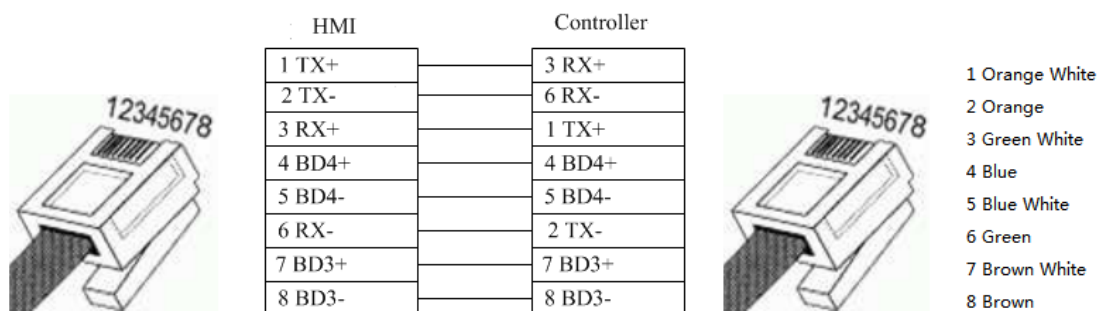 HMI
Controller
1 TX+
3 RX+
2 TX-
6 RX-
3 RX+
1 TX+
4 BD4+
4 BD4+
5 BD4-
5 BD4-
6 RX-
2 TX-
7 BD3+
7 BD3+
8 BD3-
8 BD3-
12345678
12345678
1 Orange White
2 Orange
3 Green White
4 Blue
5 Blue White
6 Green
7 Brown White
8 Brown